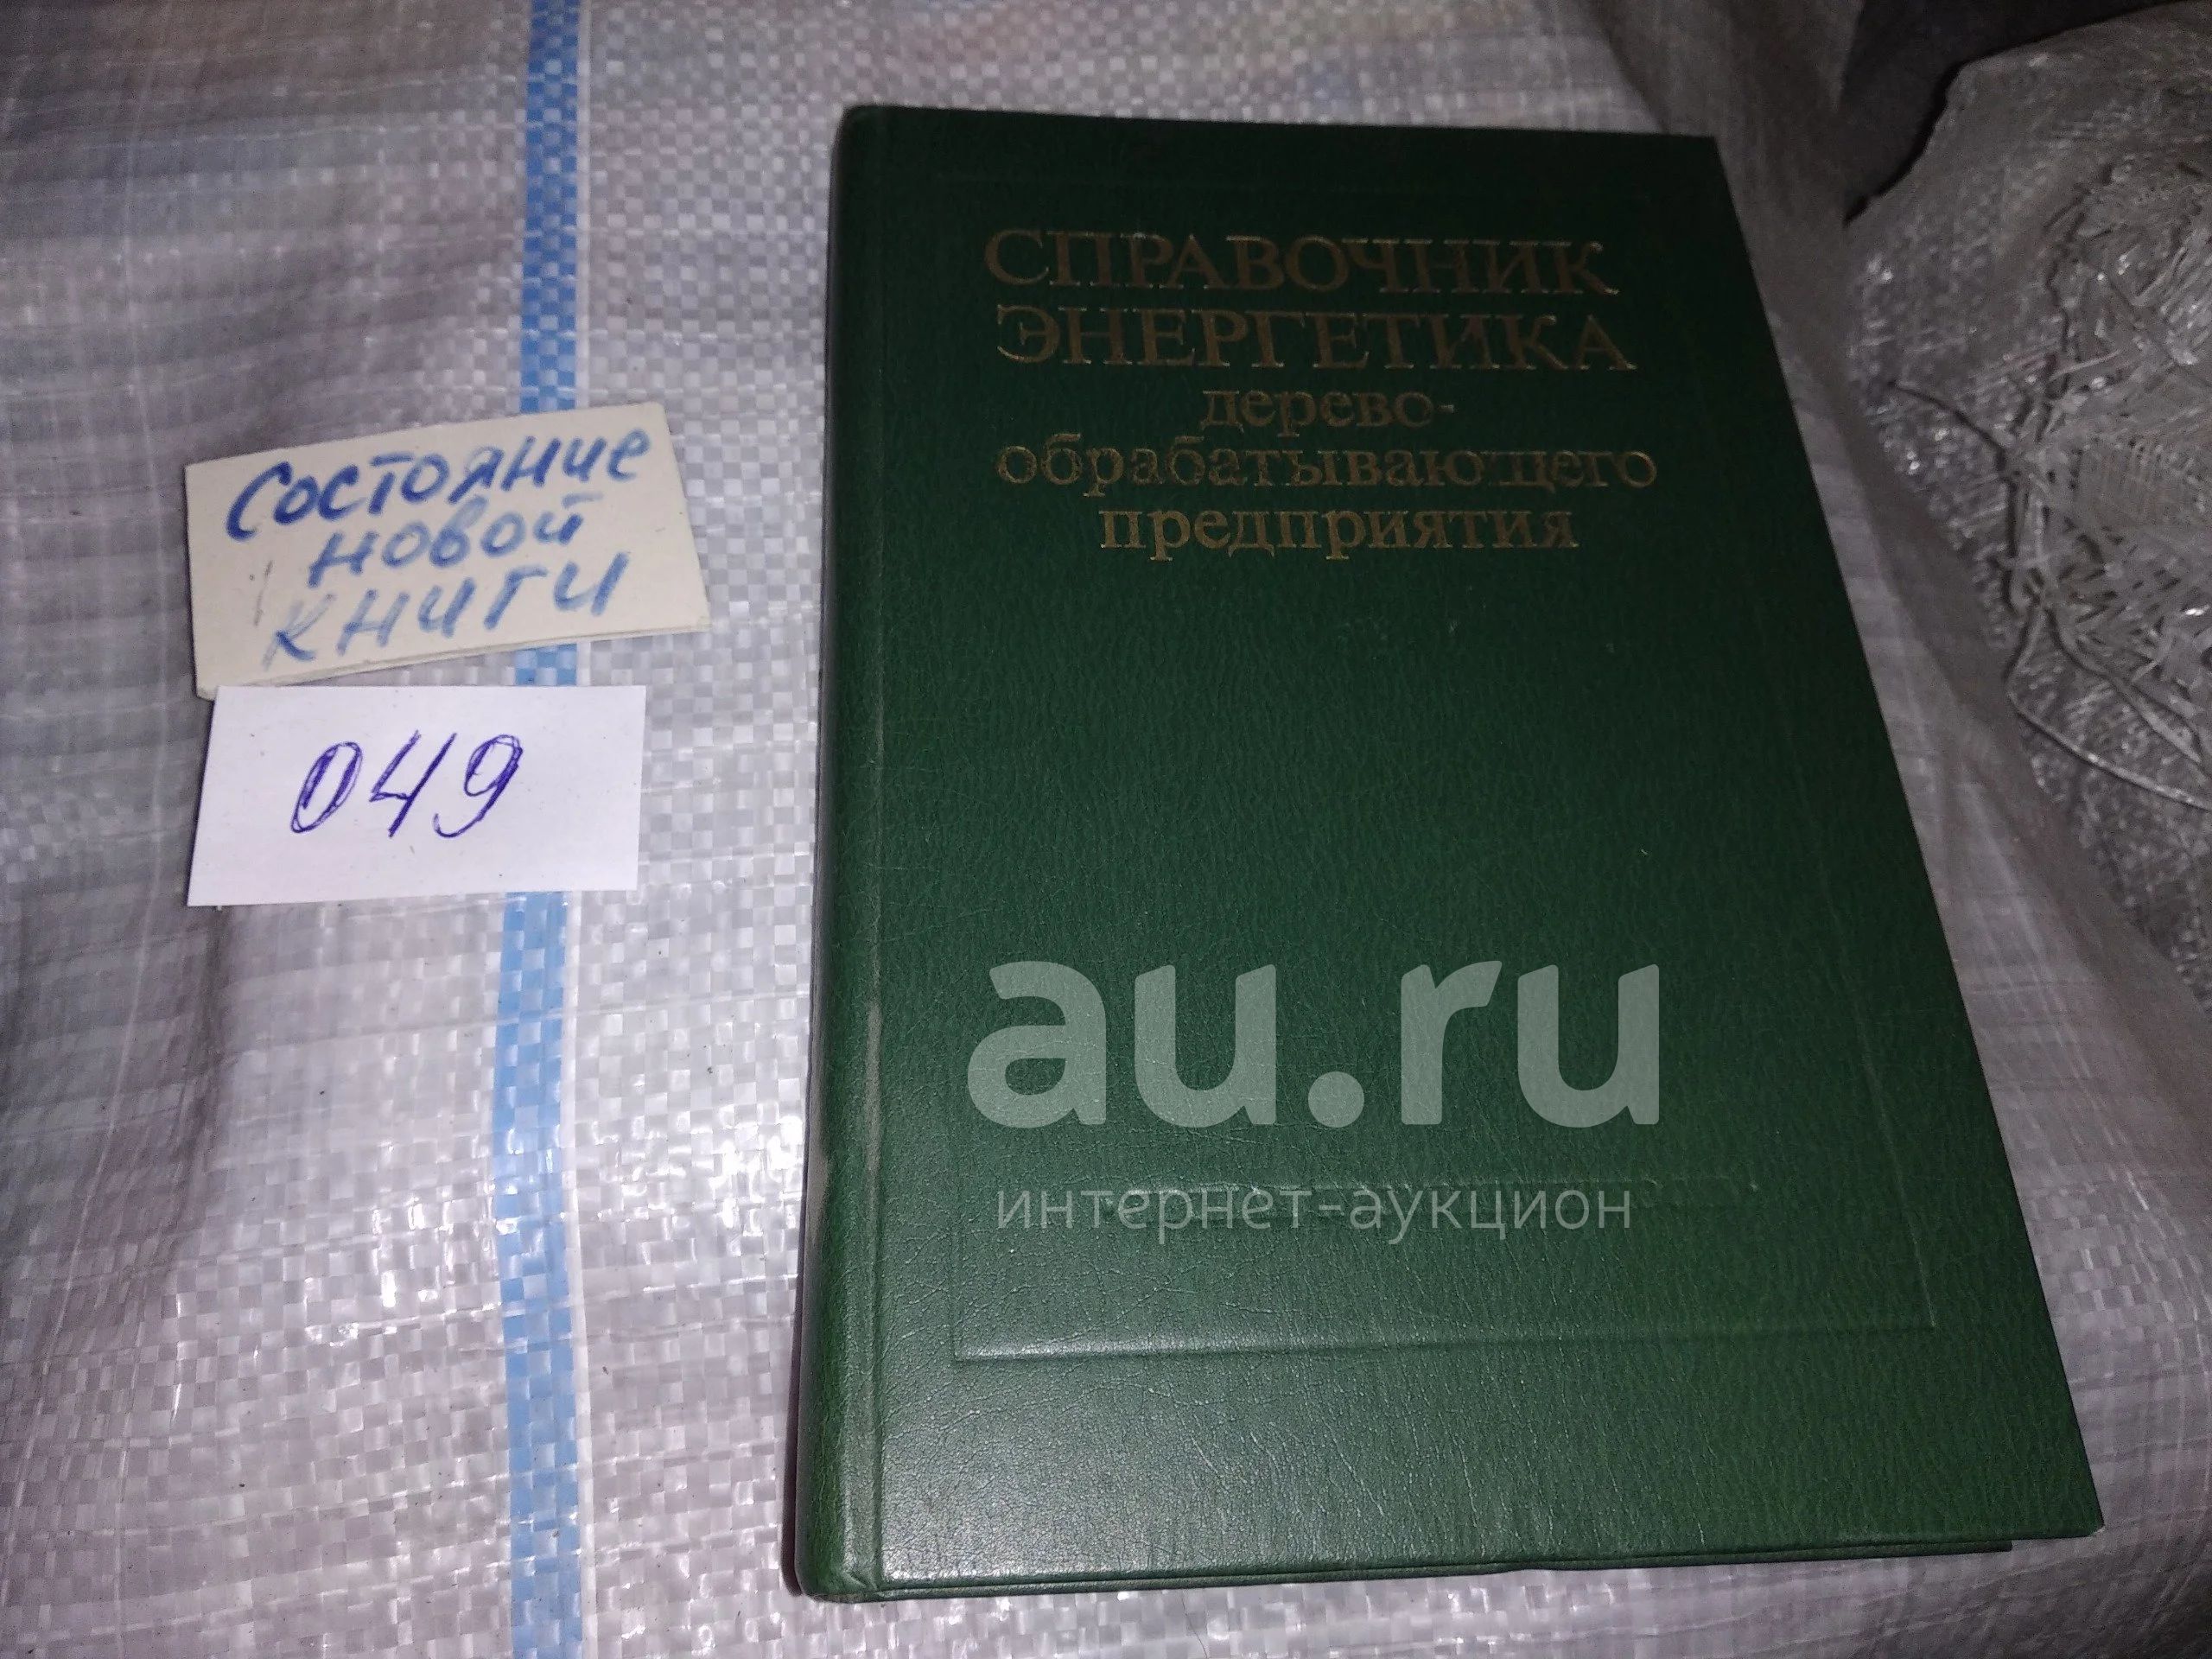 СПРАВОЧНИК
ЭНЕРГЕТИКА
дерево-
обрабатывающего
предприятия
Состояние
новой
книги
049
au.ru
интернет-аукцион